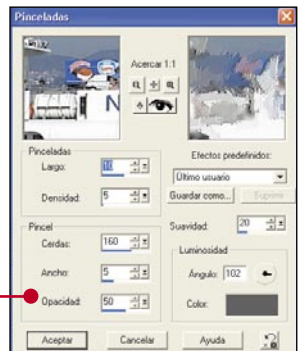 Pinceladas
Acercar 1:1
N
Pinceladas
Largo: 10
Densidad: 5
Efectos predefinidos:
Último usuario
Guardar como... Suprimir
Pincel
Cerdas: 160
Ancho: 5
Opacidad: 50
Suavidad: 20
Luminosidad
Ángulo: 102
Color:
Aceptar Cancelar Ayuda